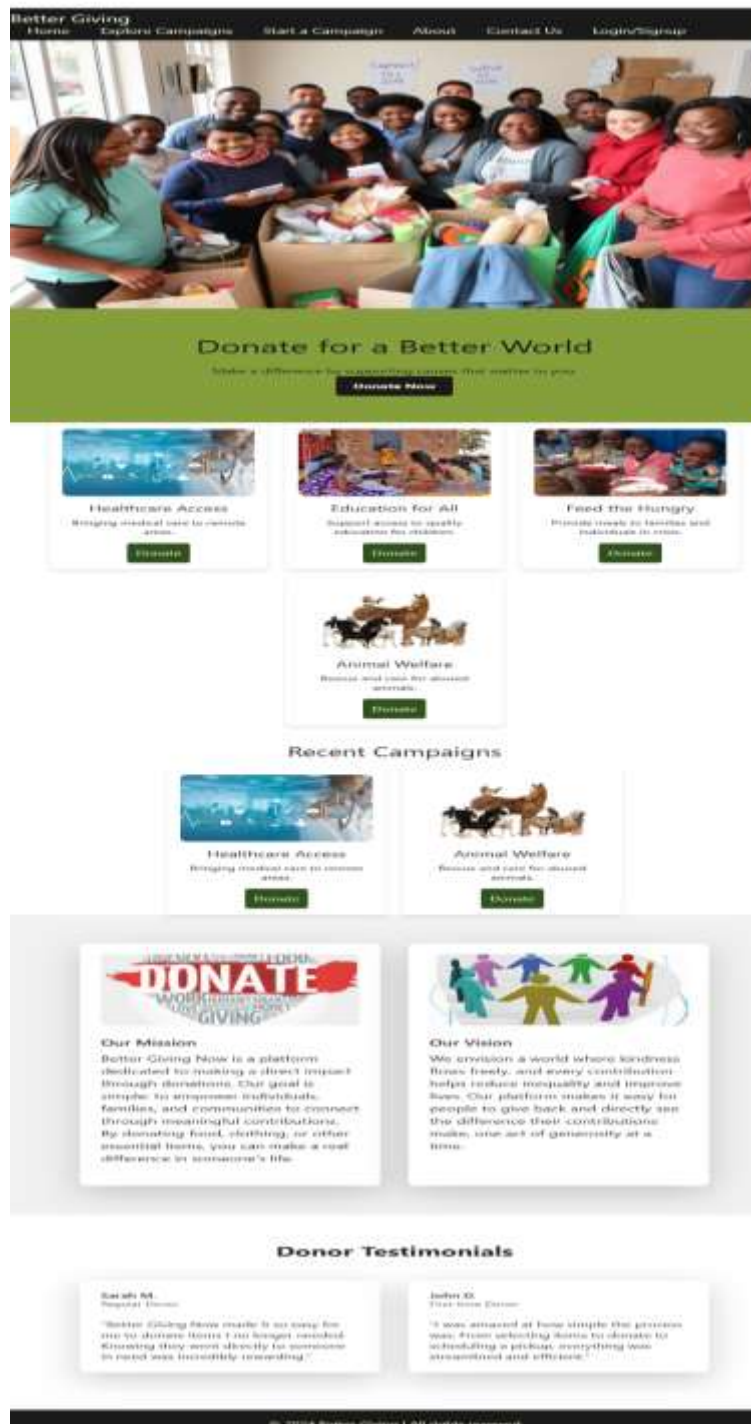 Better Giving
Home Explore Campaigns Start a Campaign About Contact Us Login/Signup
Donate for a Better World
Make a difference by supporting causes that matter to you
Donate Now
Healthcare Access
Bringing medical care to remote
areas.
Donate
Education for All
Support access to quality
education for children.
Donate
Feed the Hungry
Provide meals to families and
individuals in crisis.
Donate
Animal Welfare
Rescue and care for abused
animals.
Donate
Recent Campaigns
Healthcare Access
Bringing medical care to remote
areas.
Donate
Animal Welfare
Rescue and care for abused
animals.
Donate
DONATE
WORK
GIVING
Our Mission
Better Giving Now is a platform
dedicated to making a direct impact
through donations. Our goal is
simple: to empower individuals,
families, and communities to connect
through meaningful contributions.
By donating food, clothing, or other
essential items, you can make a real
difference in someone's life.
Our Vision
We envision a world where kindness
flows freely, and every contribution
helps reduce inequality and improve
lives. Our platform makes it easy for
people to give back and directly see
the difference their contributions
make, one act of generosity at a
time.
Donor Testimonials
Sarah M.
Regular Donor
"Better Giving Now made it so easy for
me to donate items I no longer needed.
Knowing they went directly to someone
in need was incredibly rewarding."
John D.
First-time Donor
"I was amazed at how simple the process
was. From selecting items to donate to
scheduling a pickup, everything was
streamlined and efficient."
© 2024 Better Giving | All rights reserved